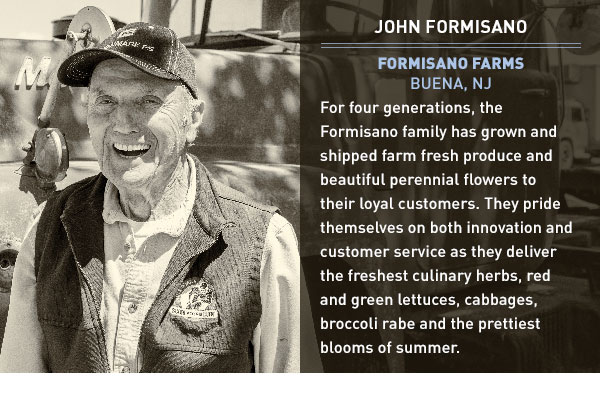 JOHN FORMISANO
FORMISANO FARMS
BUENA, NJ
For four generations, the
Formisano family has grown and
shipped farm fresh produce and
beautiful perennial flowers to
their loyal customers. They pride
themselves on both innovation and
customer service as they deliver
the freshest culinary herbs, red
and green lettuces, cabbages,
broccoli rabe and the prettiest
blooms of summer.
M